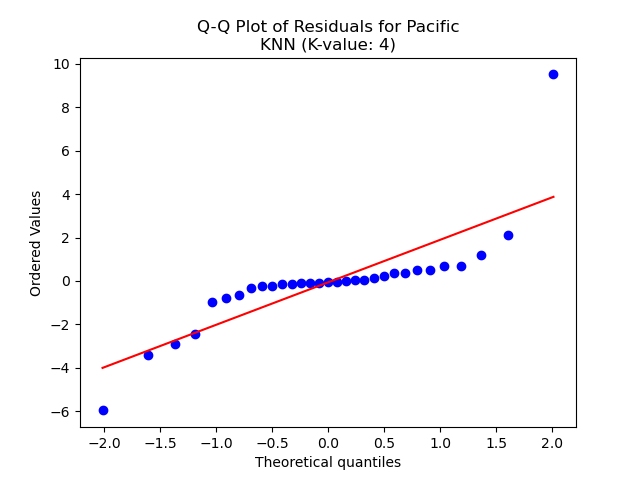 Q-Q Plot of Residuals for Pacific
KNN (K-value: 4)
Ordered Values
10
8
6
4
2
0
−2
−4
−6
−2.0 −1.5 −1.0 −0.5 0.0 0.5 1.0 1.5 2.0
Theoretical quantiles